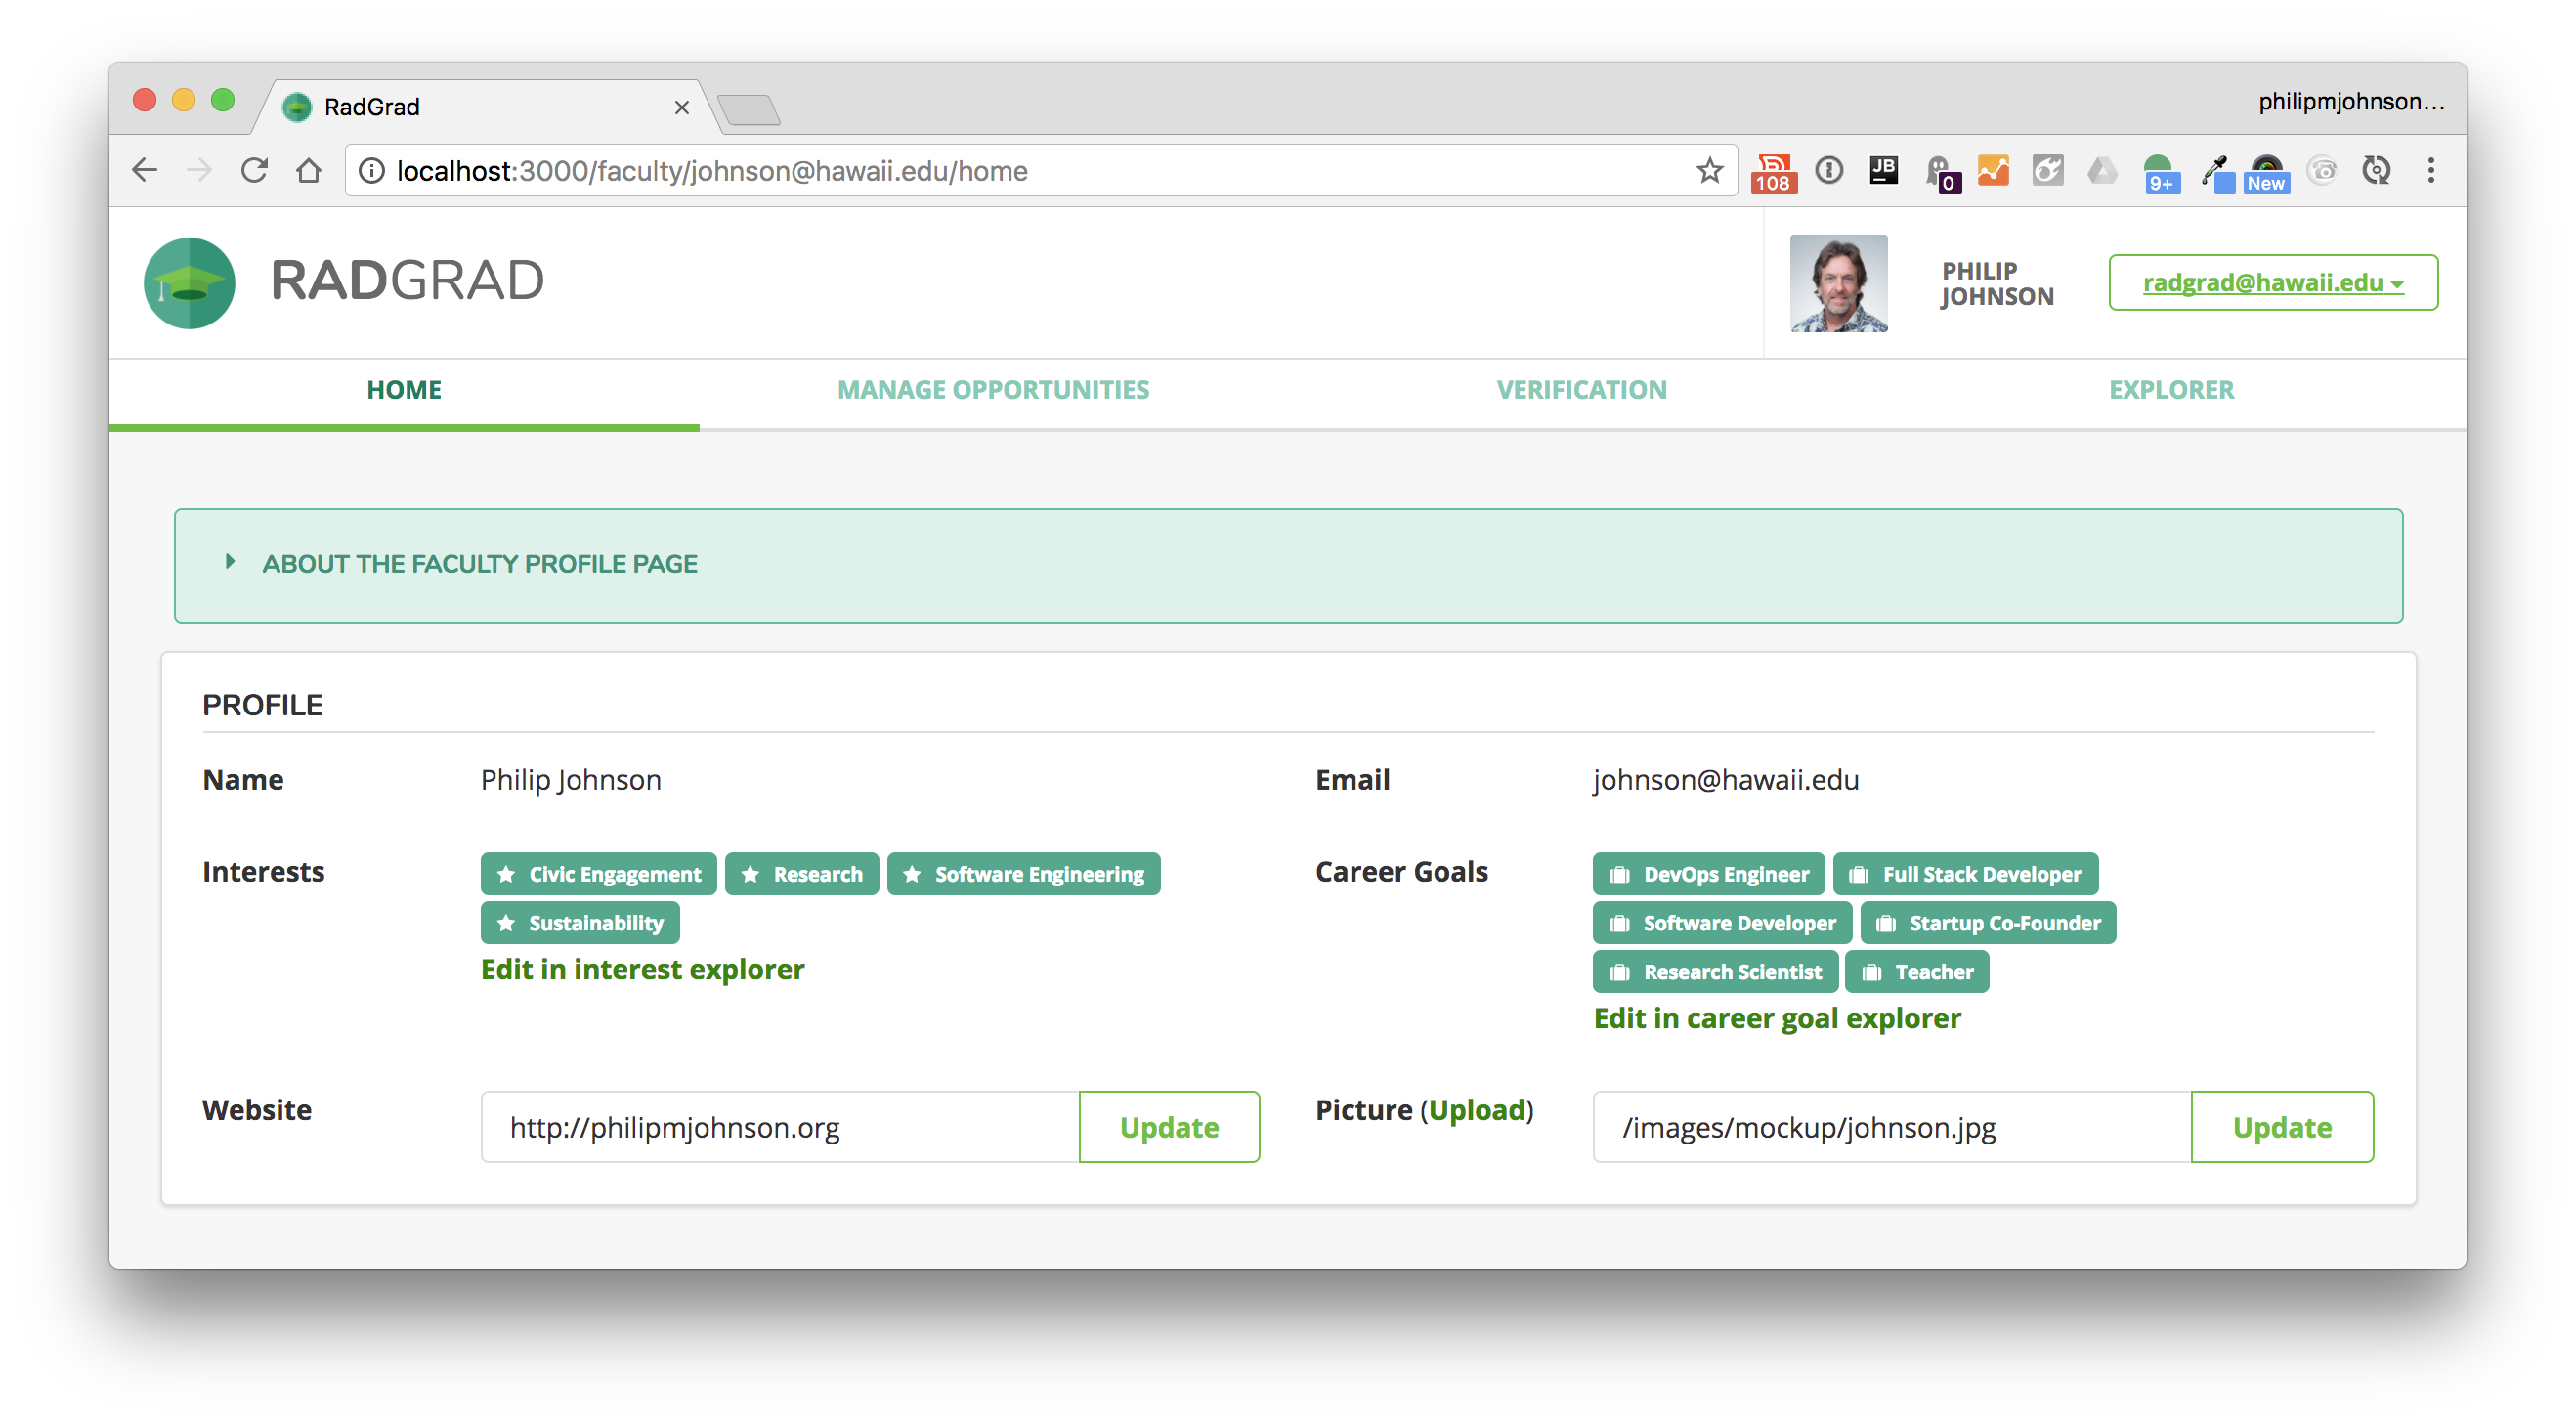 RadGrad
philipmjohnson...
localhost:3000/faculty/johnson@hawaii.edu/home
108
JB
0
9+
New
RADGRAD
PHILIP
JOHNSON
radgrad@hawaii.edu
HOME
MANAGE OPPORTUNITIES
VERIFICATION
EXPLORER
ABOUT THE FACULTY PROFILE PAGE
PROFILE
Name
Philip Johnson
Email
johnson@hawaii.edu
Interests
Civic Engagement
Research
Software Engineering
Sustainability
Edit in interest explorer
Career Goals
DevOps Engineer
Full Stack Developer
Software Developer
Startup Co-Founder
Research Scientist
Teacher
Edit in career goal explorer
Website
http://philipmjohnson.org
Update
Picture (Upload)
/images/mockup/johnson.jpg
Update